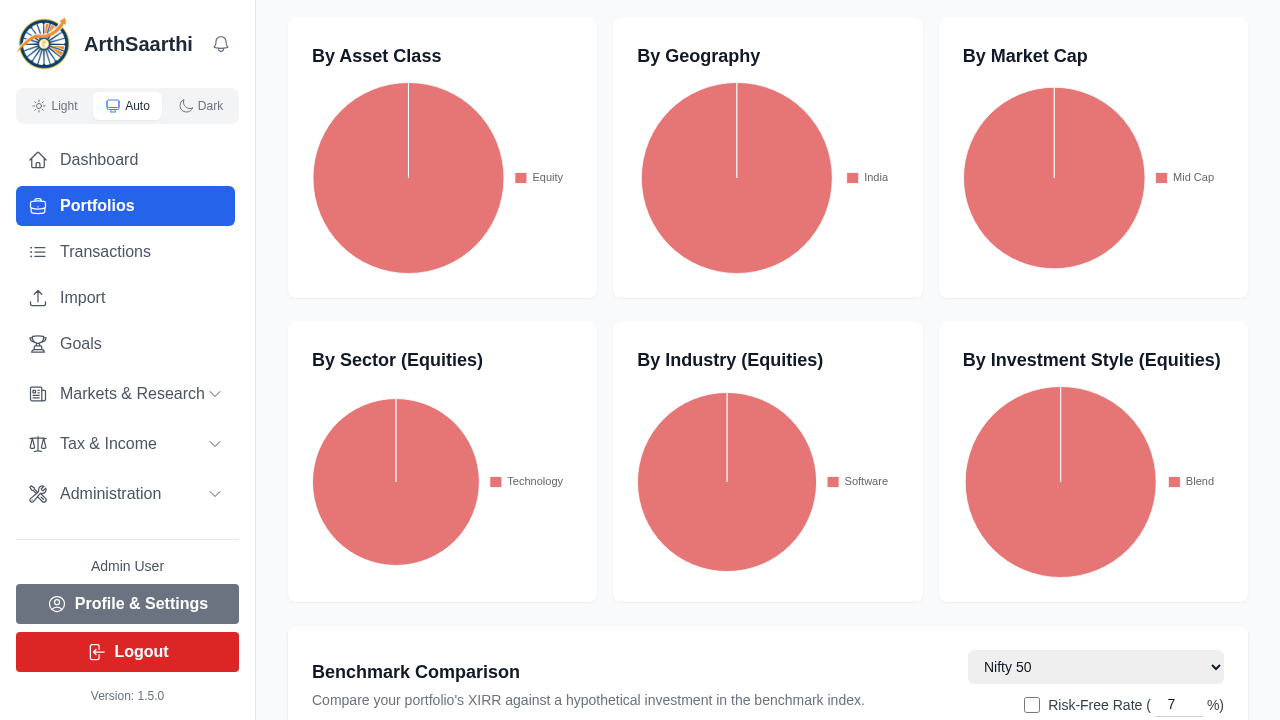 ArthSaarthi
Light
Auto
Dark
Dashboard
Portfolios
Transactions
Import
Goals
Markets & Research
Tax & Income
Administration
Admin User
Profile & Settings
Logout
Version: 1.5.0
By Asset Class
Equity
By Geography
India
By Market Cap
Mid Cap
By Sector (Equities)
Technology
By Industry (Equities)
Software
By Investment Style (Equities)
Blend
Benchmark Comparison
Compare your portfolio's XIRR against a hypothetical investment in the benchmark index.
Nifty 50
Risk-Free Rate ( 7 %)